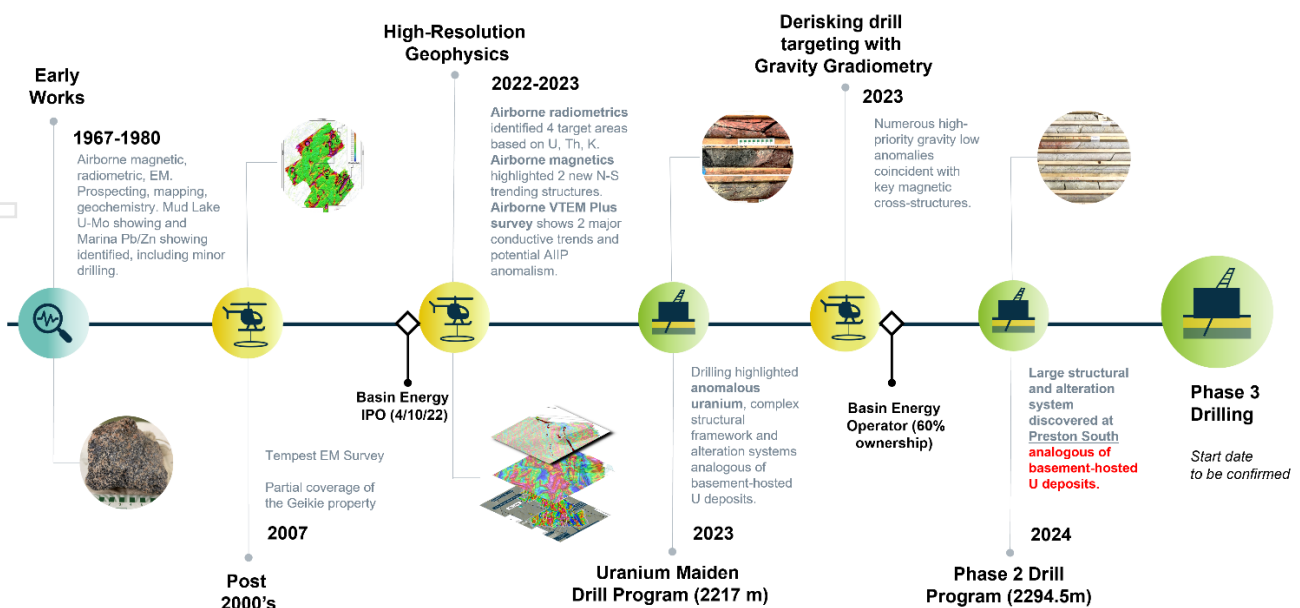 Early
Works
1967-1980
Airborne magnetic,
radiometric, EM.
Prospecting, mapping,
geochemistry. Mud Lake
U-Mo showing and
Marina Pb/Zn showing
identified, including minor
drilling.
Tempest EM Survey
Partial coverage of
the Geikie property
2007
Post
2000's
Basin Energy
IPO (4/10/22)
High-Resolution
Geophysics
2022-2023
Airborne radiometrics
identified 4 target areas
based on U, Th, K.
Airborne magnetics
highlighted 2 new N-S
trending structures.
Airborne VTEM Plus
survey shows 2 major
conductive trends and
potential AIIP
anomalism.
Drilling highlighted
anomalous
uranium, complex
structural
framework and
alteration systems
analogous of
basement-hosted
U deposits.
2023
Uranium Maiden
Drill Program (2217 m)
Derisking drill
targeting with
Gravity Gradiometry
2023
Numerous high-
priority gravity low
anomalies
coincident with
key magnetic
cross-structures.
Basin Energy
Operator (60%
ownership)
Large structural
and alteration
system
discovered at
Preston South
analogous of
basement-hosted
U deposits.
2024
Phase 2 Drill
Program (2294.5m)
Phase 3
Drilling
Start date
to be confirmed